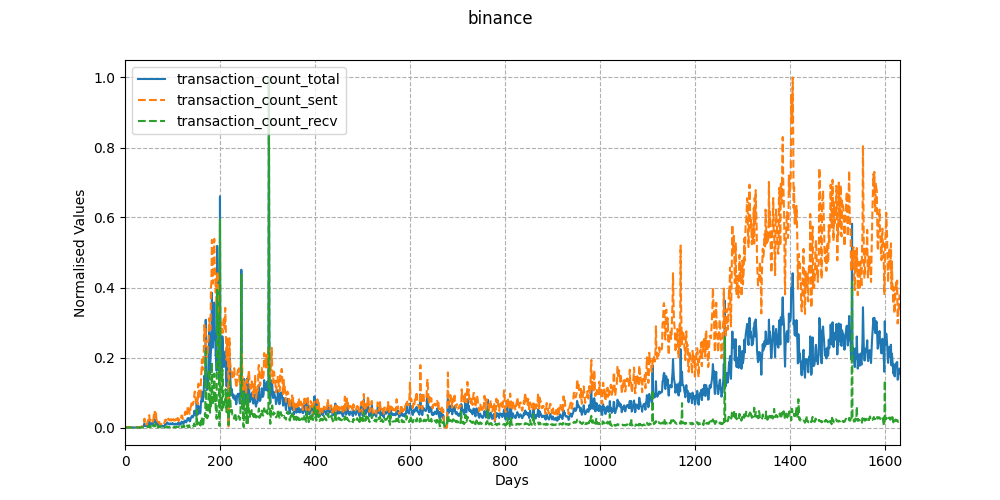 binance
transaction_count_total
transaction_count_sent
transaction_count_recv
Normalised Values
1.0
0.8
0.6
0.4
0.2
0.0
0 200 400 600 800 1000 1200 1400 1600
Days